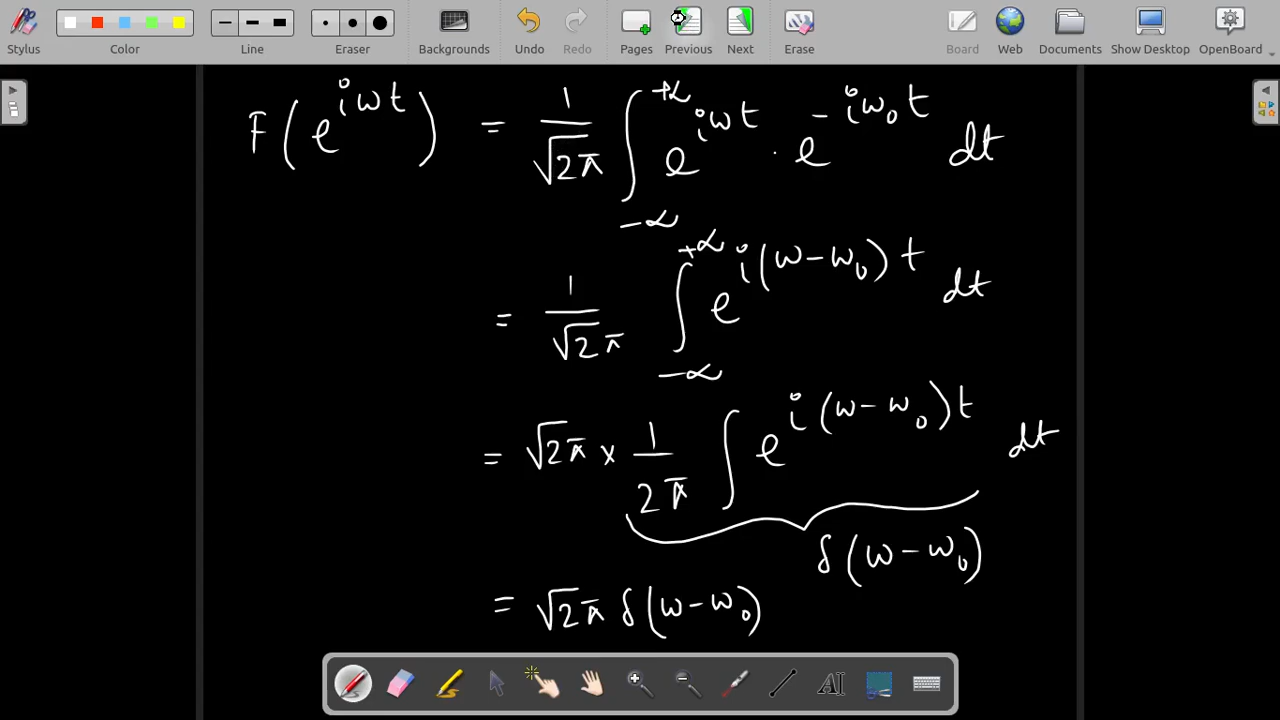 Stylus Color Line Eraser Backgrounds Undo Redo Pages Previous Next Erase Board Web Documents Show Desktop OpenBoard
F(e^{iωt}) = 1/√2π ∫_{-∞}^{+∞} e^{iωt} · e^{-iω₀t} dt
= 1/√2π ∫_{-∞}^{+∞} e^{i(ω-ω₀)t} dt
= √2π × 1/2π ∫ e^{i(ω-ω₀)t} dt
δ(ω-ω₀)
= √2π δ(ω-ω₀)
AI